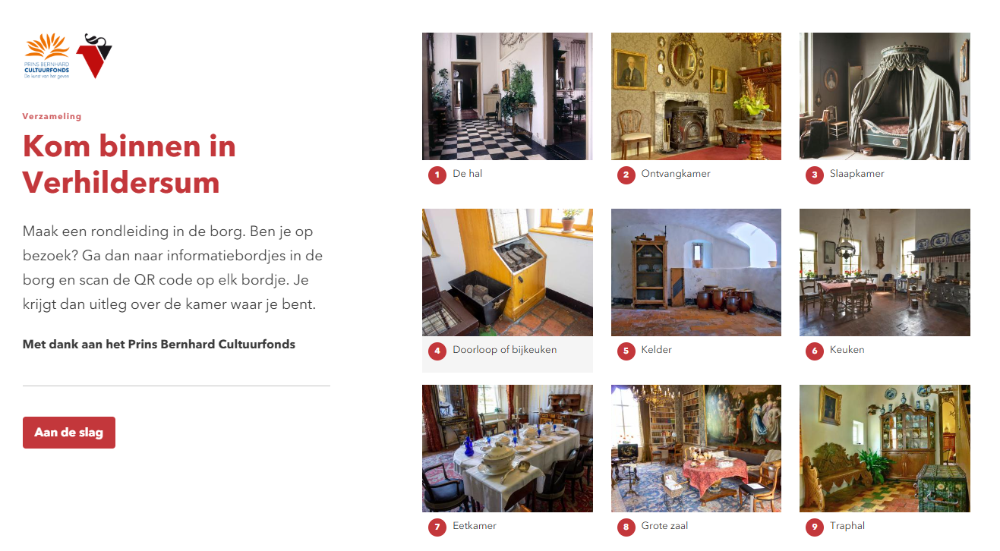 PRINS BERNHARD
CULTUURFONDS
De kunst van het geven
Verzameling
Kom binnen in
Verhildersum
Maak een rondleiding in de borg. Ben je op
bezoek? Ga dan naar informatiebordjes in de
borg en scan de QR code op elk bordje. Je
krijgt dan uitleg over de kamer waar je bent.
Met dank aan het Prins Bernhard Cultuurfonds
Aan de slag
1 De hal
2 Ontvangkamer
3 Slaapkamer
4 Doorloop of bijkeuken
5 Kelder
6 Keuken
7 Eetkamer
8 Grote zaal
9 Traphal